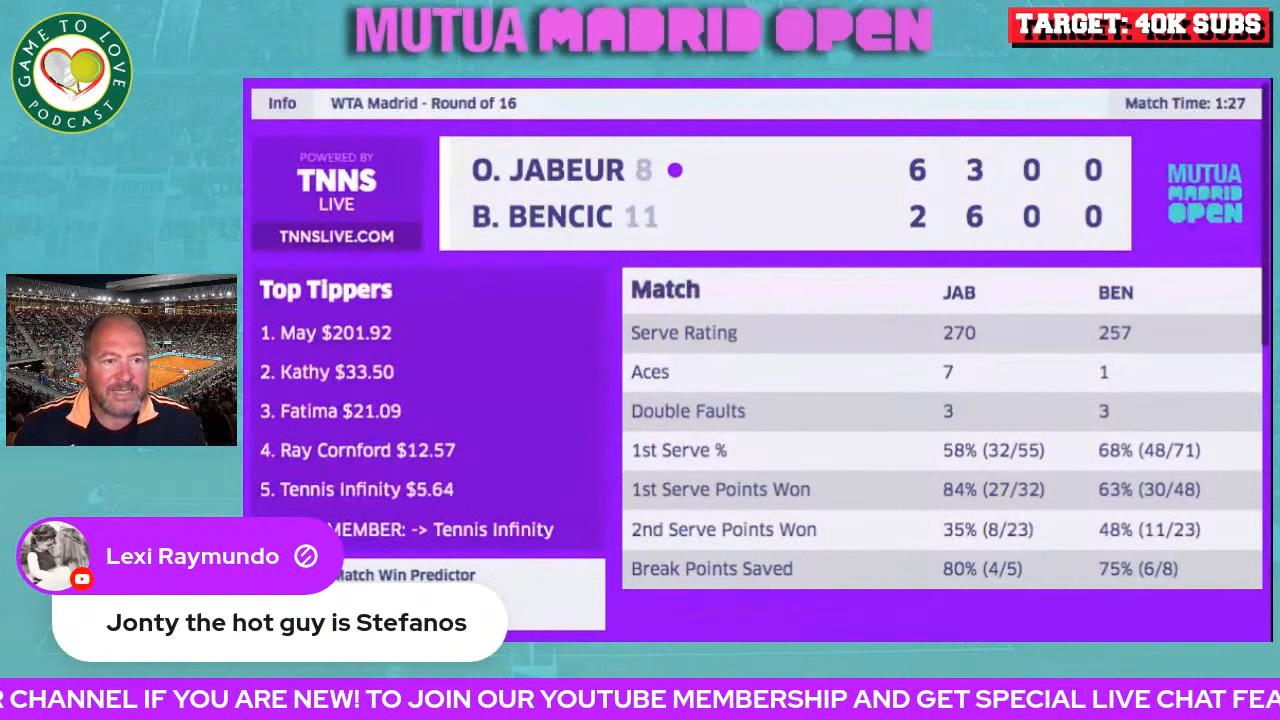 GAME TO LOVE
PODCAST
MUTUA MADRID OPEN
TARGET: 40K SUBS
Info WTA Madrid - Round of 16 Match Time: 1:27
POWERED BY
TNNS
LIVE
TNNSLIVE.COM
O. JABEUR 8 6 3 0 0
B. BENCIC 11 2 6 0 0
MUTUA
MADRID
OPEN
Top Tippers
1. May $201.92
2. Kathy $33.50
3. Fatima $21.09
4. Ray Cornford $12.57
5. Tennis Infinity $5.64
MEMBER: -> Tennis Infinity
Match Win Predictor
Match JAB BEN
Serve Rating 270 257
Aces 7 1
Double Faults 3 3
1st Serve % 58% (32/55) 68% (48/71)
1st Serve Points Won 84% (27/32) 63% (30/48)
2nd Serve Points Won 35% (8/23) 48% (11/23)
Break Points Saved 80% (4/5) 75% (6/8)
Lexi Raymundo
Jonty the hot guy is Stefanos
R CHANNEL IF YOU ARE NEW! TO JOIN OUR YOUTUBE MEMBERSHIP AND GET SPECIAL LIVE CHAT FEA